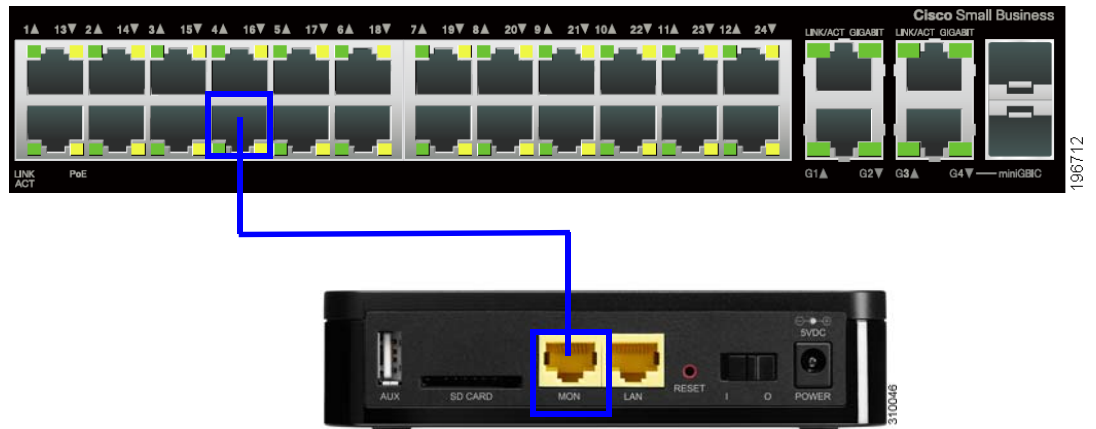 Cisco Small Business
1▲ 13▼ 2▲ 14▼ 3▲ 15▼ 4▲ 16▼ 5▲ 17▼ 6▲ 18▼ 7▲ 19▼ 8▲ 20▼ 9▲ 21▼ 10▲ 22▼ 11▲ 23▼ 12▲ 24▼
LINK/ACT GIGABIT LINK/ACT GIGABIT
LINK
ACT
PoE
G1▲ G2▼ G3▲ G4▼ miniGBIC
196712
5VDC
AUX SD CARD MON LAN RESET I O POWER
310046